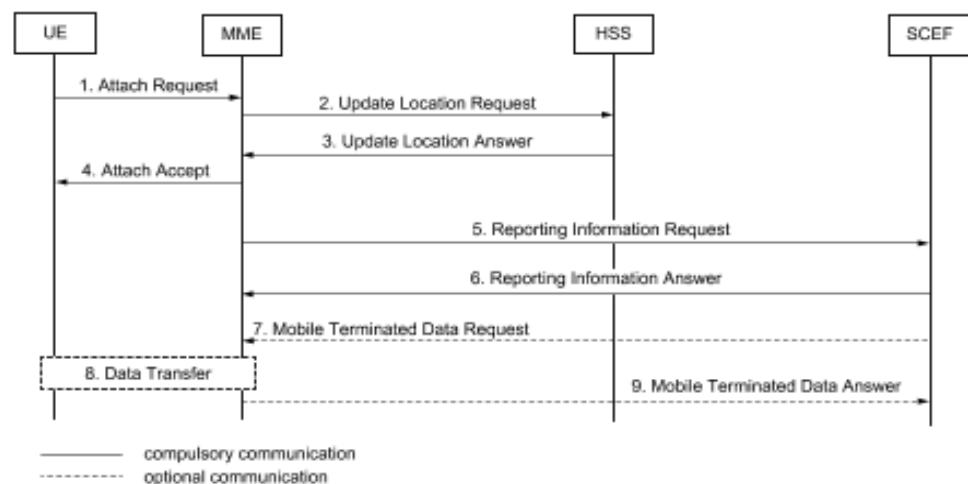 UE MME HSS SCEF
1. Attach Request
2. Update Location Request
3. Update Location Answer
4. Attach Accept
5. Reporting Information Request
6. Reporting Information Answer
7. Mobile Terminated Data Request
8. Data Transfer
9. Mobile Terminated Data Answer
compulsory communication
optional communication